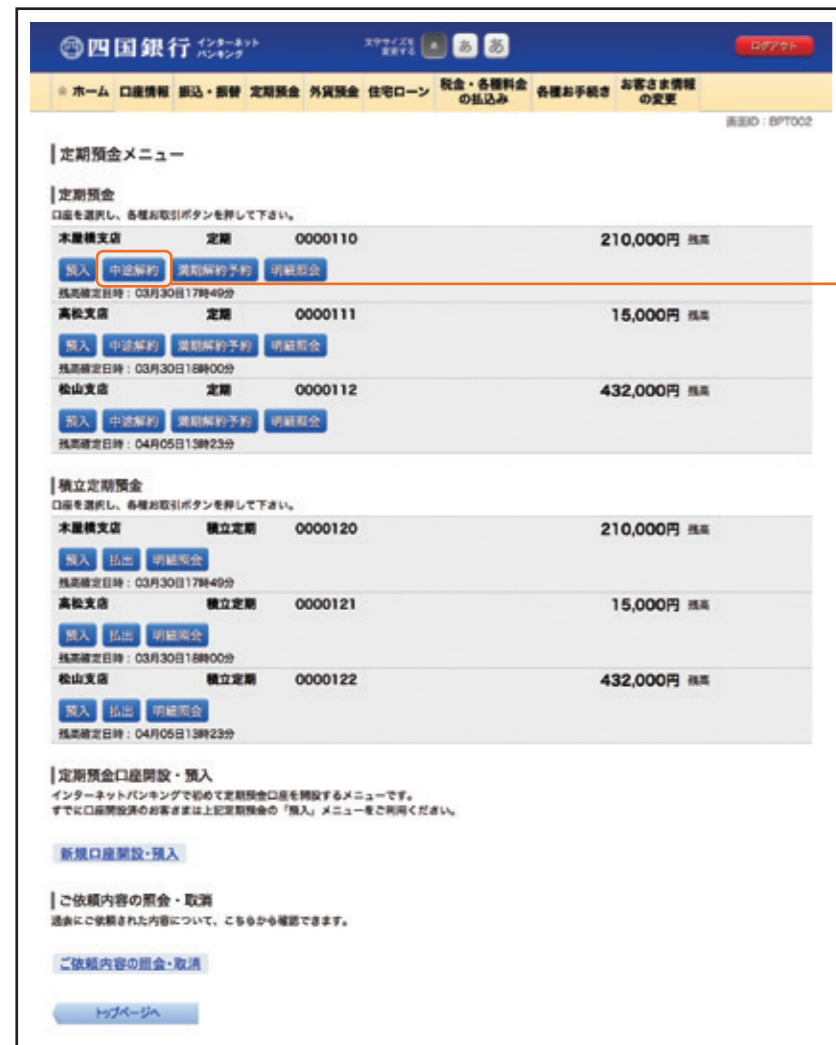 四国銀行 インターネットバンキング 文字サイズを変更する あ あ あ ログアウト
ホーム 口座情報 振込・振替 定期預金 外貨預金 住宅ローン 税金・各種料金の払込み 各種お手続き お客さま情報の変更
画面ID：BPT002
定期預金メニュー
定期預金
口座を選択し、各種お取引ボタンを押して下さい。
木屋橋支店 定期 0000110 210,000円 残高
預入 中途解約 満期解約予約 明細照会
残高確定日時：03月30日17時49分
高松支店 定期 0000111 15,000円 残高
預入 中途解約 満期解約予約 明細照会
残高確定日時：03月30日18時00分
松山支店 定期 0000112 432,000円 残高
預入 中途解約 満期解約予約 明細照会
残高確定日時：04月05日13時23分
積立定期預金
口座を選択し、各種お取引ボタンを押して下さい。
木屋橋支店 積立定期 0000120 210,000円 残高
預入 払出 明細照会
残高確定日時：03月30日17時49分
高松支店 積立定期 0000121 15,000円 残高
預入 払出 明細照会
残高確定日時：03月30日18時00分
松山支店 積立定期 0000122 432,000円 残高
預入 払出 明細照会
残高確定日時：04月05日13時23分
定期預金口座開設・預入
インターネットバンキングで初めて定期預金口座を開設するメニューです。
すでに口座開設済のお客さまは上記定期預金の「預入」メニューをご利用ください。
新規口座開設・預入
ご依頼内容の照会・取消
過去にご依頼された内容について、こちらから確認できます。
ご依頼内容の照会・取消
トップページへ